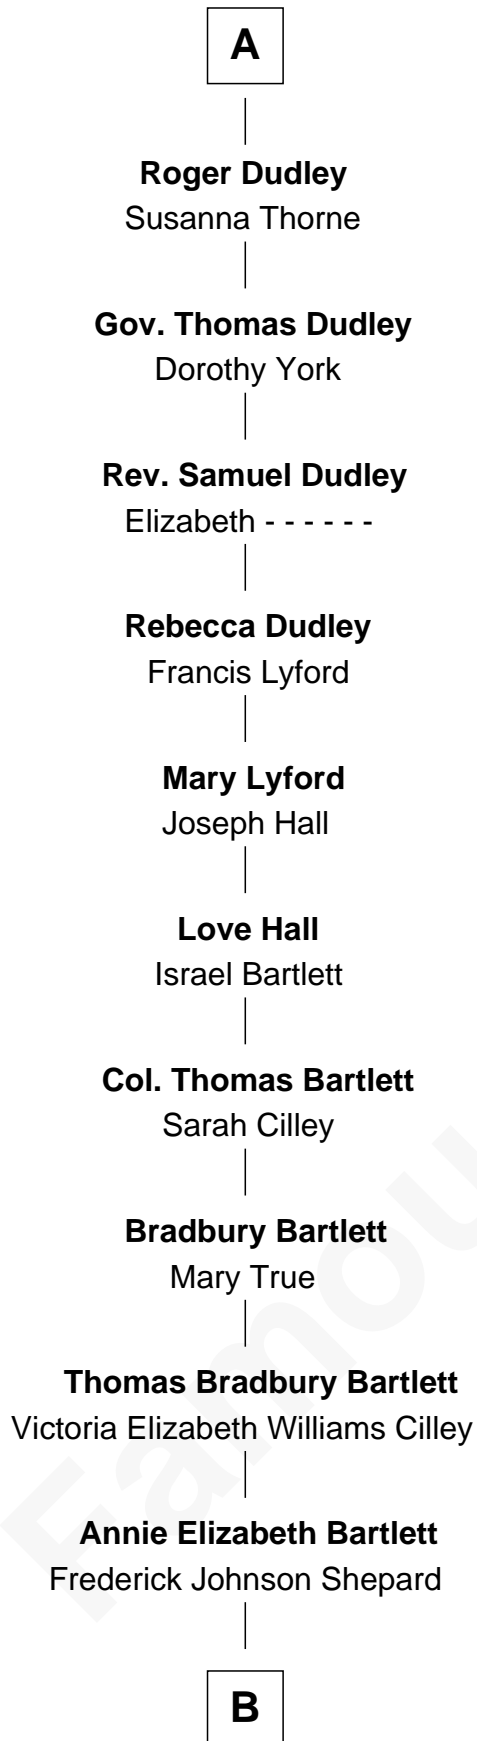 A
Roger Dudley
Susanna Thorne
Gov. Thomas Dudley
Dorothy York
Rev. Samuel Dudley
Elizabeth - - - - - -
Rebecca Dudley
Francis Lyford
Mary Lyford
Joseph Hall
Love Hall
Israel Bartlett
Col. Thomas Bartlett
Sarah Cilley
Bradbury Bartlett
Mary True
Thomas Bradbury Bartlett
Victoria Elizabeth Williams Cilley
Annie Elizabeth Bartlett
Frederick Johnson Shepard
B
Famou